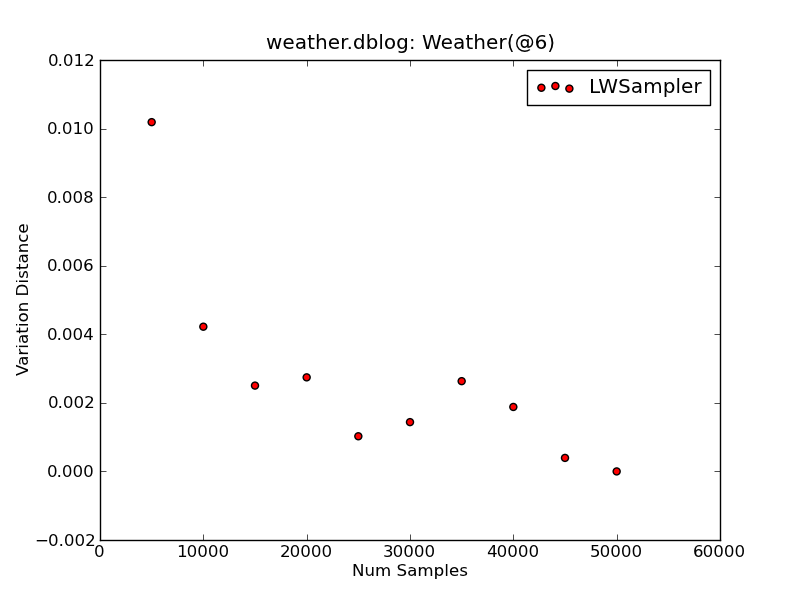 weather.dblog: Weather(@6)
LWSampler
0.012
0.010
0.008
0.006
0.004
0.002
0.000
−0.002
Variation Distance
0 10000 20000 30000 40000 50000 60000
Num Samples